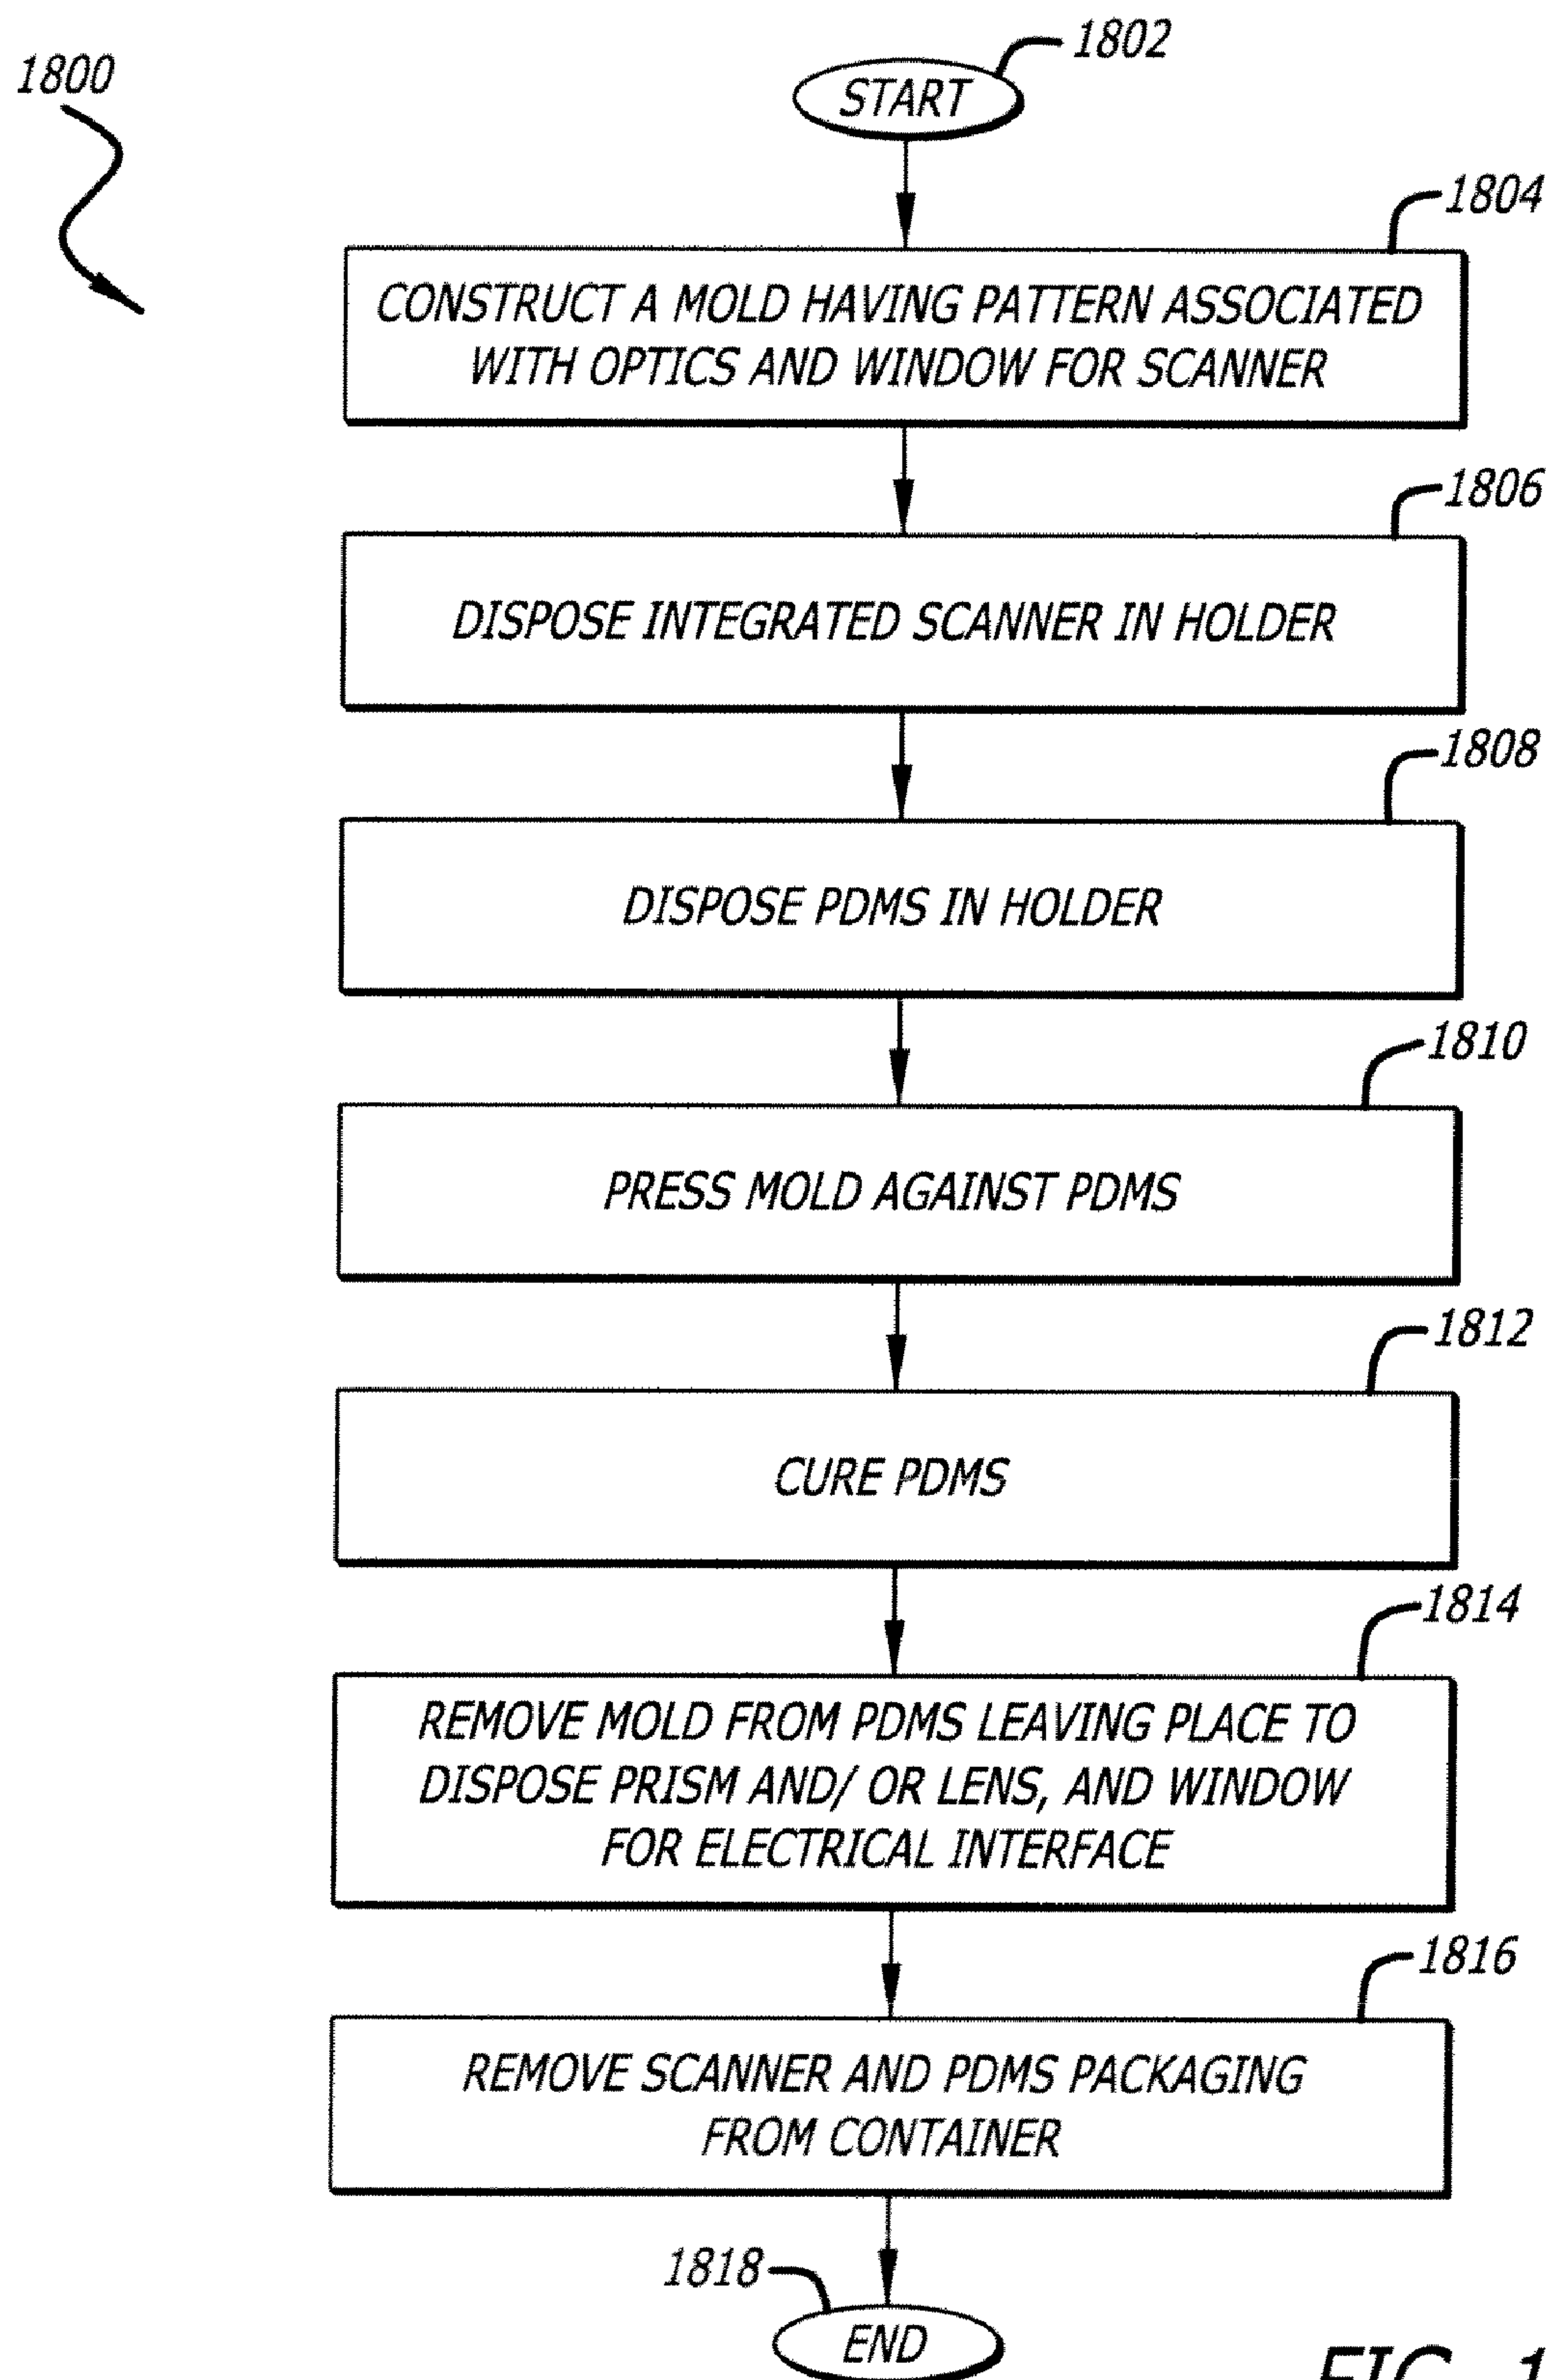 1800
1802
START
1804
CONSTRUCT A MOLD HAVING PATTERN ASSOCIATED
WITH OPTICS AND WINDOW FOR SCANNER
1806
DISPOSE INTEGRATED SCANNER IN HOLDER
1808
DISPOSE PDMS IN HOLDER
1810
PRESS MOLD AGAINST PDMS
1812
CURE PDMS
1814
REMOVE MOLD FROM PDMS LEAVING PLACE TO
DISPOSE PRISM AND/ OR LENS, AND WINDOW
FOR ELECTRICAL INTERFACE
1816
REMOVE SCANNER AND PDMS PACKAGING
FROM CONTAINER
1818
END
FIG. 1